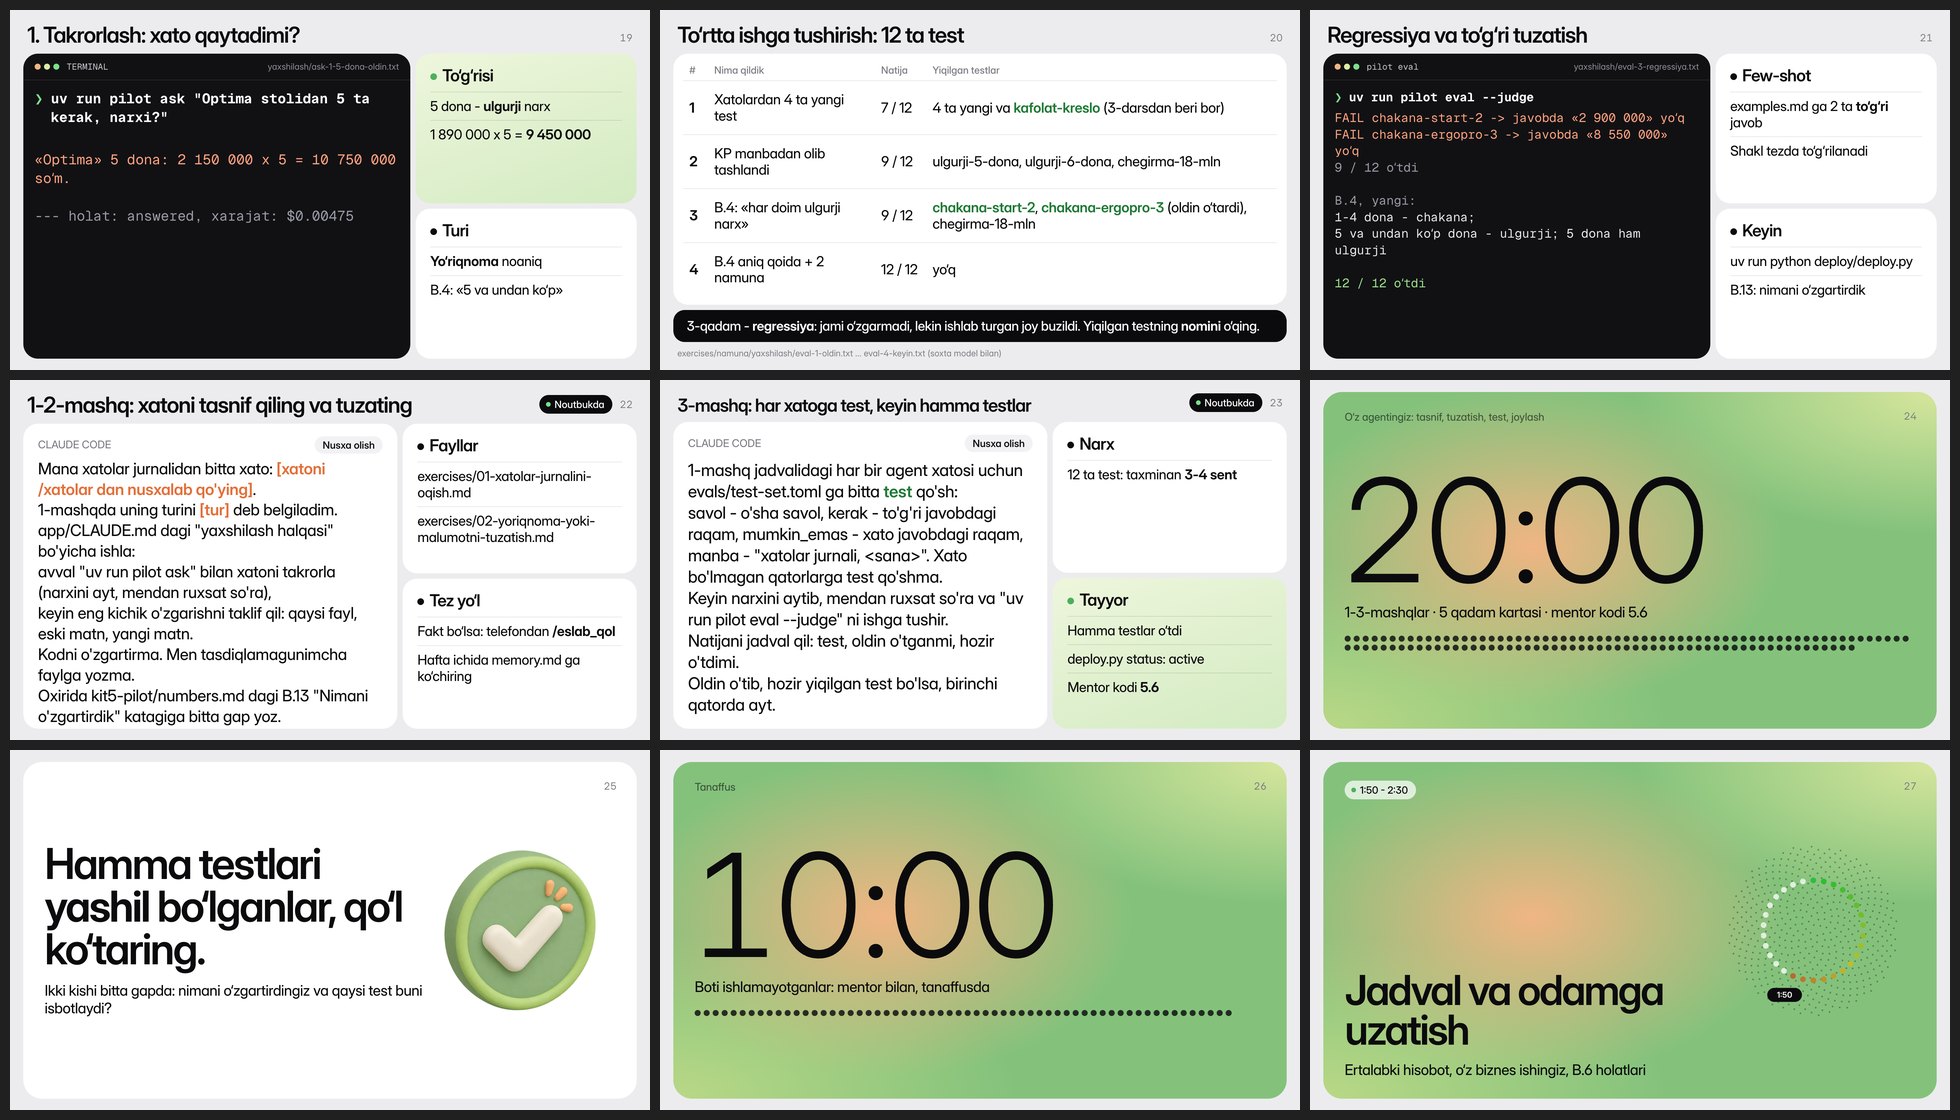 1. Takrorlash: xato qaytadimi?
19
TERMINAL
yaxshilash/ask-1-5-dona-oldin.txt
❯ uv run pilot ask "Optima stolidan 5 ta
kerak, narxi?"
«Optima» 5 dona: 2 150 000 x 5 = 10 750 000
so‘m.
--- holat: answered, xarajat: $0.00475
To‘g‘risi
5 dona - ulgurji narx
1 890 000 x 5 = 9 450 000
Turi
Yo‘riqnoma noaniq
B.4: «5 va undan ko‘p»
To‘rtta ishga tushirish: 12 ta test
20
# Nima qildik Natija Yiqilgan testlar
1 Xatolardan 4 ta yangi
test 7 / 12 4 ta yangi va kafolat-kreslo (3-darsdan beri bor)
2 KP manbadan olib
tashlandi 9 / 12 ulgurji-5-dona, ulgurji-6-dona, chegirma-18-mln
3 B.4: «har doim ulgurji
narx» 9 / 12 chakana-start-2, chakana-ergopro-3 (oldin o‘tardi),
chegirma-18-mln
4 B.4 aniq qoida + 2
namuna 12 / 12 yo‘q
3-qadam - regressiya: jami o‘zgarmadi, lekin ishlab turgan joy buzildi. Yiqilgan testning nomini o‘qing.
exercises/namuna/yaxshilash/eval-1-oldin.txt ... eval-4-keyin.txt (soxta model bilan)
Regressiya va to‘g‘ri tuzatish
21
pilot eval
yaxshilash/eval-3-regressiya.txt
❯ uv run pilot eval --judge
FAIL chakana-start-2 -> javobda «2 900 000» yo‘q
FAIL chakana-ergopro-3 -> javobda «8 550 000»
yo‘q
9 / 12 o‘tdi
B.4, yangi:
1-4 dona - chakana;
5 va undan ko‘p dona - ulgurji; 5 dona ham
ulgurji
12 / 12 o‘tdi
Few-shot
examples.md ga 2 ta to‘g‘ri
javob
Shakl tezda to‘g‘rilanadi
Keyin
uv run python deploy/deploy.py
B.13: nimani o‘zgartirdik
1-2-mashq: xatoni tasnif qiling va tuzating
Noutbukda
22
CLAUDE CODE
Nusxa olish
Mana xatolar jurnalidan bitta xato: [xatoni
/xatolar dan nusxalab qo'ying].
1-mashqda uning turini [tur] deb belgiladim.
app/CLAUDE.md dagi "yaxshilash halqasi"
bo'yicha ishla:
avval "uv run pilot ask" bilan xatoni takrorla
(narxini ayt, mendan ruxsat so'ra),
keyin eng kichik o'zgarishni taklif qil: qaysi fayl,
eski matn, yangi matn.
Kodni o'zgartirma. Men tasdiqlamagunimcha
faylga yozma.
Oxirida kit5-pilot/numbers.md dagi B.13 "Nimani
o'zgartirdik" katagiga bitta gap yoz.
Fayllar
exercises/01-xatolar-jurnalini-
oqish.md
exercises/02-yoriqnoma-yoki-
malumotni-tuzatish.md
Tez yo‘l
Fakt bo‘lsa: telefondan /eslab_qol
Hafta ichida memory.md ga
ko‘chiring
3-mashq: har xatoga test, keyin hamma testlar
Noutbukda
23
CLAUDE CODE
Nusxa olish
1-mashq jadvalidagi har bir agent xatosi uchun
evals/test-set.toml ga bitta test qo'sh:
savol - o'sha savol, kerak - to'g'ri javobdagi
raqam, mumkin_emas - xato javobdagi raqam,
manba - "xatolar jurnali, <sana>". Xato
bo'lmagan qatorlarga test qo'shma.
Keyin narxini aytib, mendan ruxsat so'ra va "uv
run pilot eval --judge" ni ishga tushir.
Natijani jadval qil: test, oldin o'tganmi, hozir
o'tdimi.
Oldin o'tib, hozir yiqilgan test bo'lsa, birinchi
qatorda ayt.
Narx
12 ta test: taxminan 3-4 sent
Tayyor
Hamma testlar o‘tdi
deploy.py status: active
Mentor kodi 5.6
O‘z agentingiz: tasnif, tuzatish, test, joylash
24
20:00
1-3-mashqlar · 5 qadam kartasi · mentor kodi 5.6
25
Hamma testlari
yashil bo‘lganlar, qo‘l
ko‘taring.
Ikki kishi bitta gapda: nimani o‘zgartirdingiz va qaysi test buni
isbotlaydi?
Tanaffus
26
10:00
Boti ishlamayotganlar: mentor bilan, tanaffusda
1:50 - 2:30
27
1:50
Jadval va odamga
uzatish
Ertalabki hisobot, o‘z biznes ishingiz, B.6 holatlari